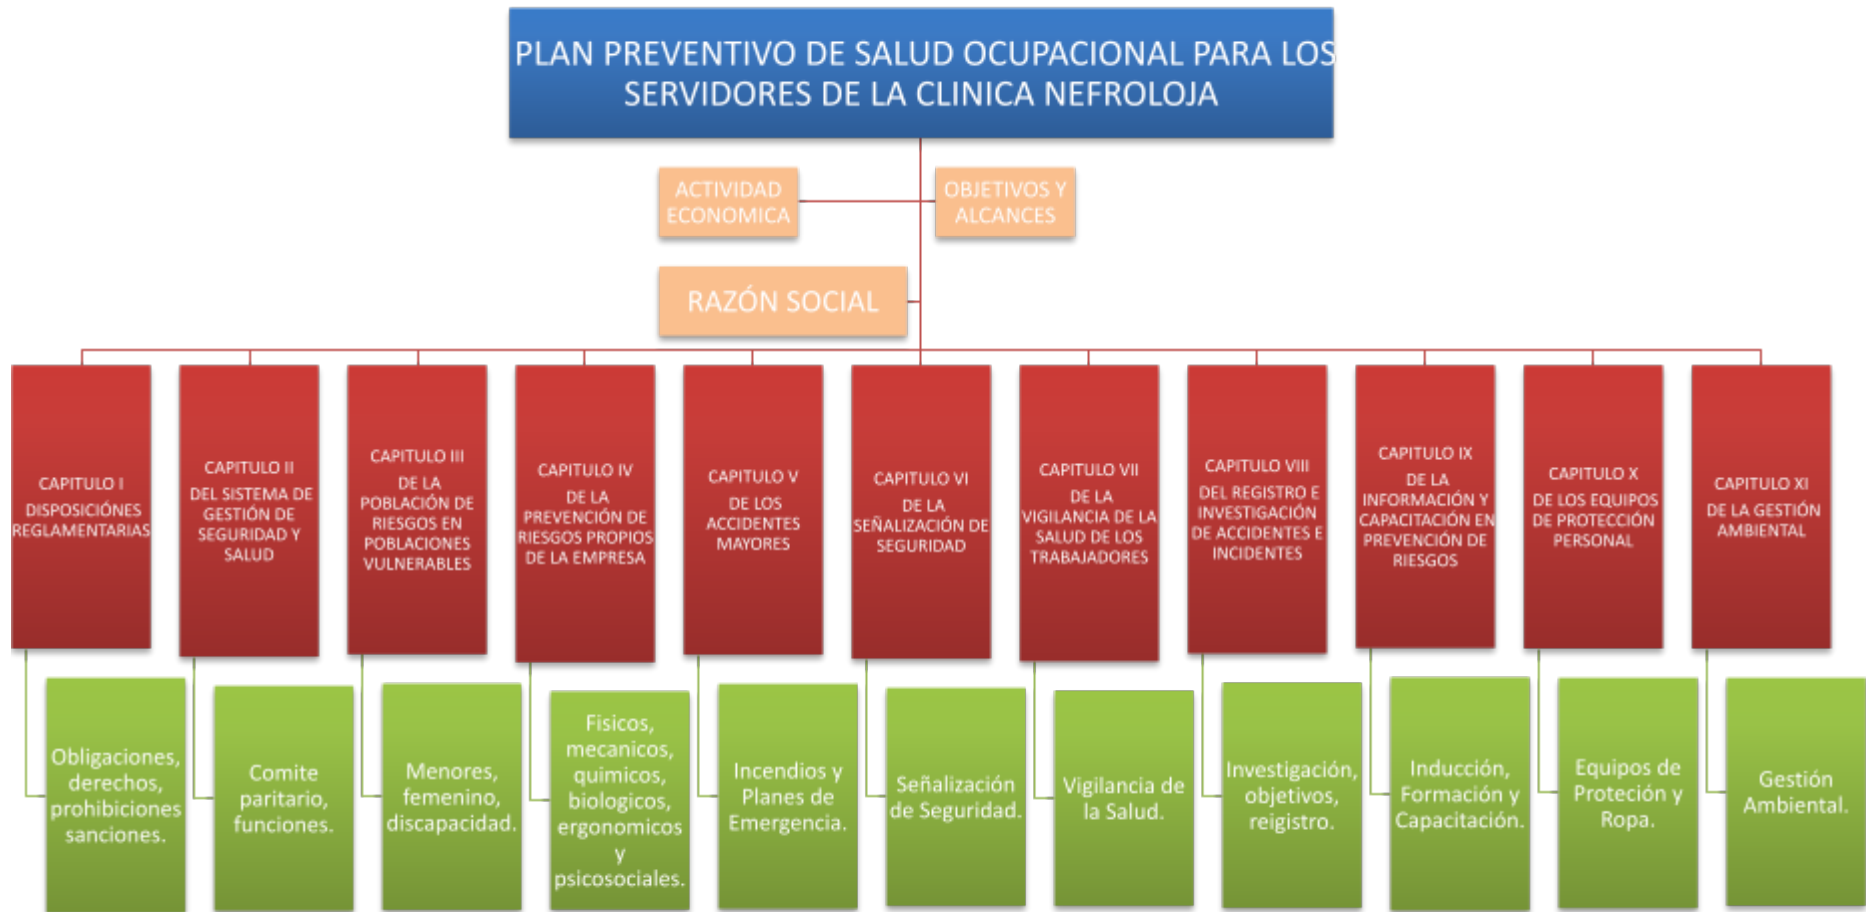 PLAN PREVENTIVO DE SALUD OCUPACIONAL PARA LOS
SERVIDORES DE LA CLINICA NEFROLOJA
ACTIVIDAD
ECONOMICA
OBJETIVOS Y
ALCANCES
RAZÓN SOCIAL
CAPITULO I
DISPOSICIÓNES
REGLAMENTARIAS
CAPITULO II
DEL SISTEMA DE
GESTIÓN DE
SEGURIDAD Y
SALUD
CAPITULO III
DE LA
POBLACIÓN DE
RIESGOS EN
POBLACIONES
VULNERABLES
CAPITULO IV
DE LA
PREVENCIÓN DE
RIESGOS PROPIOS
DE LA EMPRESA
CAPITULO V
DE LOS
ACCIDENTES
MAYORES
CAPITULO VI
DE LA
SEÑALIZACIÓN DE
SEGURIDAD
CAPITULO VII
DE LA
VIGILANCIA DE LA
SALUD DE LOS
TRABAJADORES
CAPITULO VIII
DEL REGISTRO E
INVESTIGACIÓN
DE ACCIDENTES E
INCIDENTES
CAPITULO IX
DE LA
INFORMACIÓN Y
CAPACITACIÓN EN
PREVENCIÓN DE
RIESGOS
CAPITULO X
DE LOS EQUIPOS
DE PROTECCIÓN
PERSONAL
CAPITULO XI
DE LA GESTIÓN
AMBIENTAL
Obligaciones,
derechos,
prohibiciones
sanciones.
Comite
paritario,
funciones.
Menores,
femenino,
discapacidad.
Fisicos,
mecanicos,
quimicos,
biologicos,
ergonomicos
y
psicosociales.
Incendios y
Planes de
Emergencia.
Señalización
de Seguridad.
Vigilancia de
la Salud.
Investigación,
objetivos,
reigistro.
Inducción,
Formación y
Capacitación.
Equipos de
Proteción y
Ropa.
Gestión
Ambiental.